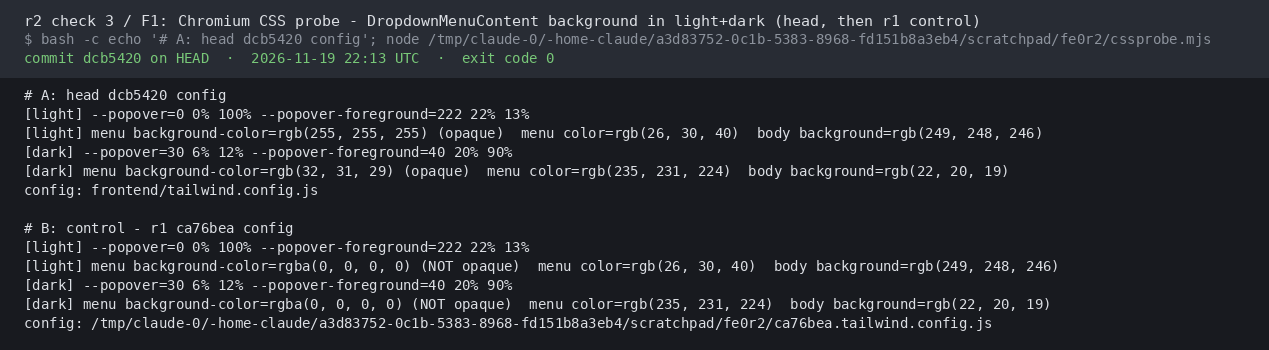 r2 check 3 / F1: Chromium CSS probe - DropdownMenuContent background in light+dark (head, then r1 control)
$ bash -c echo '# A: head dcb5420 config'; node /tmp/claude-0/-home-claude/a3d83752-0c1b-5383-8968-fd151b8a3eb4/scratchpad/fe0r2/cssprobe.mjs
commit dcb5420 on HEAD · 2026-11-19 22:13 UTC · exit code 0
# A: head dcb5420 config
[light] --popover=0 0% 100% --popover-foreground=222 22% 13%
[light] menu background-color=rgb(255, 255, 255) (opaque)  menu color=rgb(26, 30, 40)  body background=rgb(249, 248, 246)
[dark] --popover=30 6% 12% --popover-foreground=40 20% 90%
[dark] menu background-color=rgb(32, 31, 29) (opaque)  menu color=rgb(235, 231, 224)  body background=rgb(22, 20, 19)
config: frontend/tailwind.config.js
# B: control - r1 ca76bea config
[light] --popover=0 0% 100% --popover-foreground=222 22% 13%
[light] menu background-color=rgba(0, 0, 0, 0) (NOT opaque)  menu color=rgb(26, 30, 40)  body background=rgb(249, 248, 246)
[dark] --popover=30 6% 12% --popover-foreground=40 20% 90%
[dark] menu background-color=rgba(0, 0, 0, 0) (NOT opaque)  menu color=rgb(235, 231, 224)  body background=rgb(22, 20, 19)
config: /tmp/claude-0/-home-claude/a3d83752-0c1b-5383-8968-fd151b8a3eb4/scratchpad/fe0r2/ca76bea.tailwind.config.js